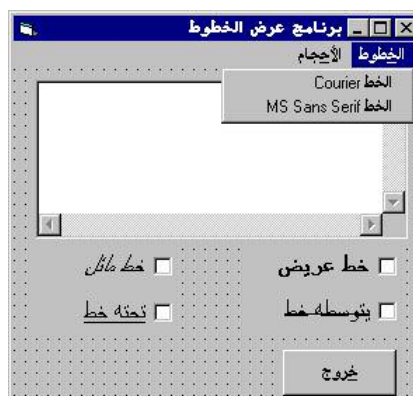 برنامج عرض الخطوط
الخطوط الأحجام
الخط Courier
الخط MS Sans Serif
خط عريض خط مائل
يتوسطه خط تحته خط
خروج